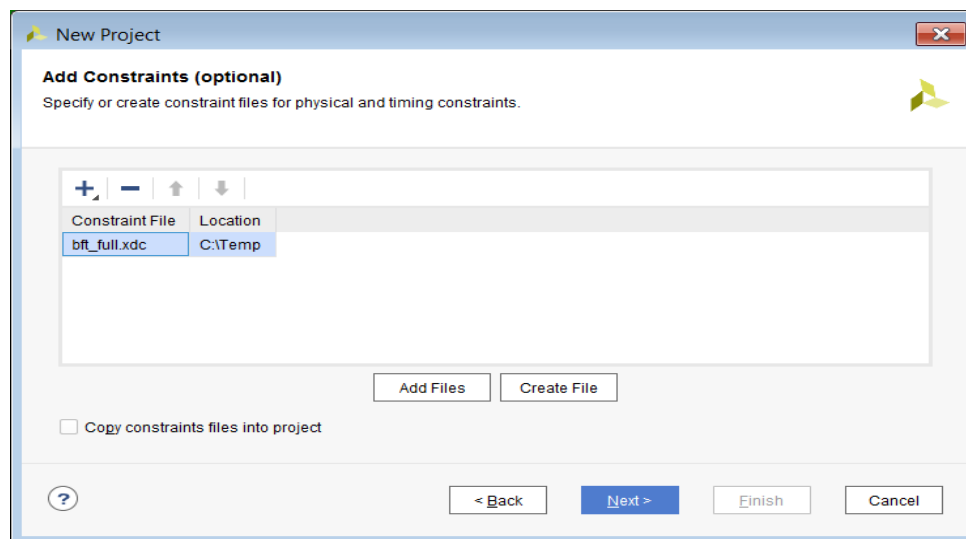 New Project
Add Constraints (optional)
Specify or create constraint files for physical and timing constraints.
Constraint File Location
bft_full.xdc C:\Temp
Add Files Create File
Copy constraints files into project
? < Back Next > Finish Cancel